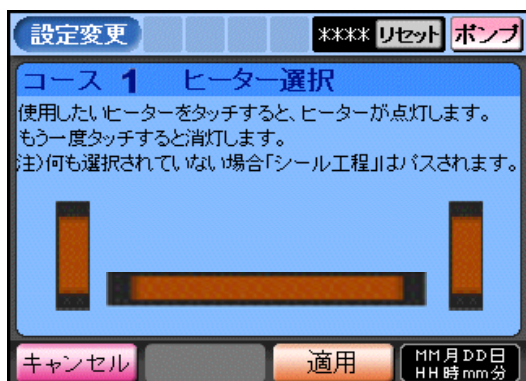 設定変更 **** リセット ポンプ
コース 1 ヒーター選択
使用したいヒーターをタッチすると、ヒーターが点灯します。
もう一度タッチすると消灯します。
注)何も選択されていない場合「シール工程」はパスされます。
キャンセル 適用 MM月DD日
HH時mm分